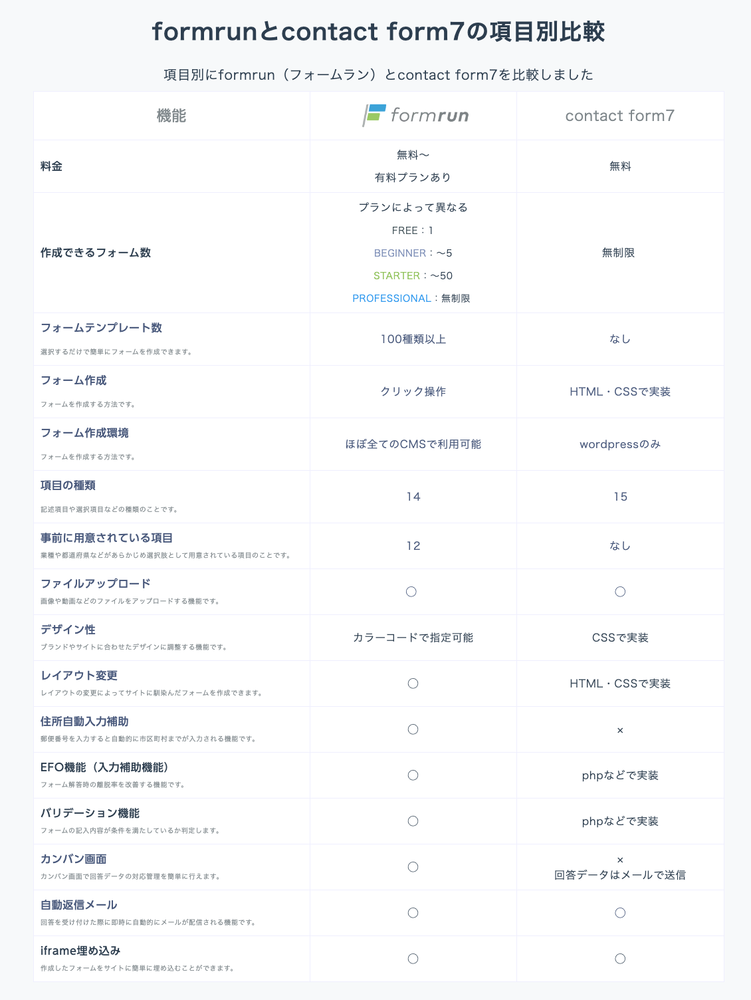 formrunとcontact form7の項目別比較
項目別にformrun（フォームラン）とcontact form7を比較しました
機能
formrun
contact form7
料金
無料〜
有料プランあり
無料
作成できるフォーム数
プランによって異なる
FREE：1
BEGINNER：〜5
STARTER：〜50
PROFESSIONAL：無制限
無制限
フォームテンプレート数
選択するだけで簡単にフォームを作成できます。
100種類以上
なし
フォーム作成
フォームを作成する方法です。
クリック操作
HTML・CSSで実装
フォーム作成環境
フォームを作成する方法です。
ほぼ全てのCMSで利用可能
wordpressのみ
項目の種類
記述項目や選択項目などの種類のことです。
14
15
事前に用意されている項目
業種や都道府県などがあらかじめ選択肢として用意されている項目のことです。
12
なし
ファイルアップロード
画像や動画などのファイルをアップロードする機能です。
○
○
デザイン性
ブランドやサイトに合わせたデザインに調整する機能です。
カラーコードで指定可能
CSSで実装
レイアウト変更
レイアウトの変更によってサイトに馴染んだフォームを作成できます。
○
HTML・CSSで実装
住所自動入力補助
郵便番号を入力すると自動的に市区町村までが入力される機能です。
○
×
EFO機能（入力補助機能）
フォーム解答時の離脱率を改善する機能です。
○
phpなどで実装
バリデーション機能
フォームの記入内容が条件を満たしているか判定します。
○
phpなどで実装
カンバン画面
カンバン画面で回答データの対応管理を簡単に行えます。
○
×
回答データはメールで送信
自動返信メール
回答を受け付けた際に即時に自動的にメールが配信される機能です。
○
○
iframe埋め込み
作成したフォームをサイトに簡単に埋め込むことができます。
○
○